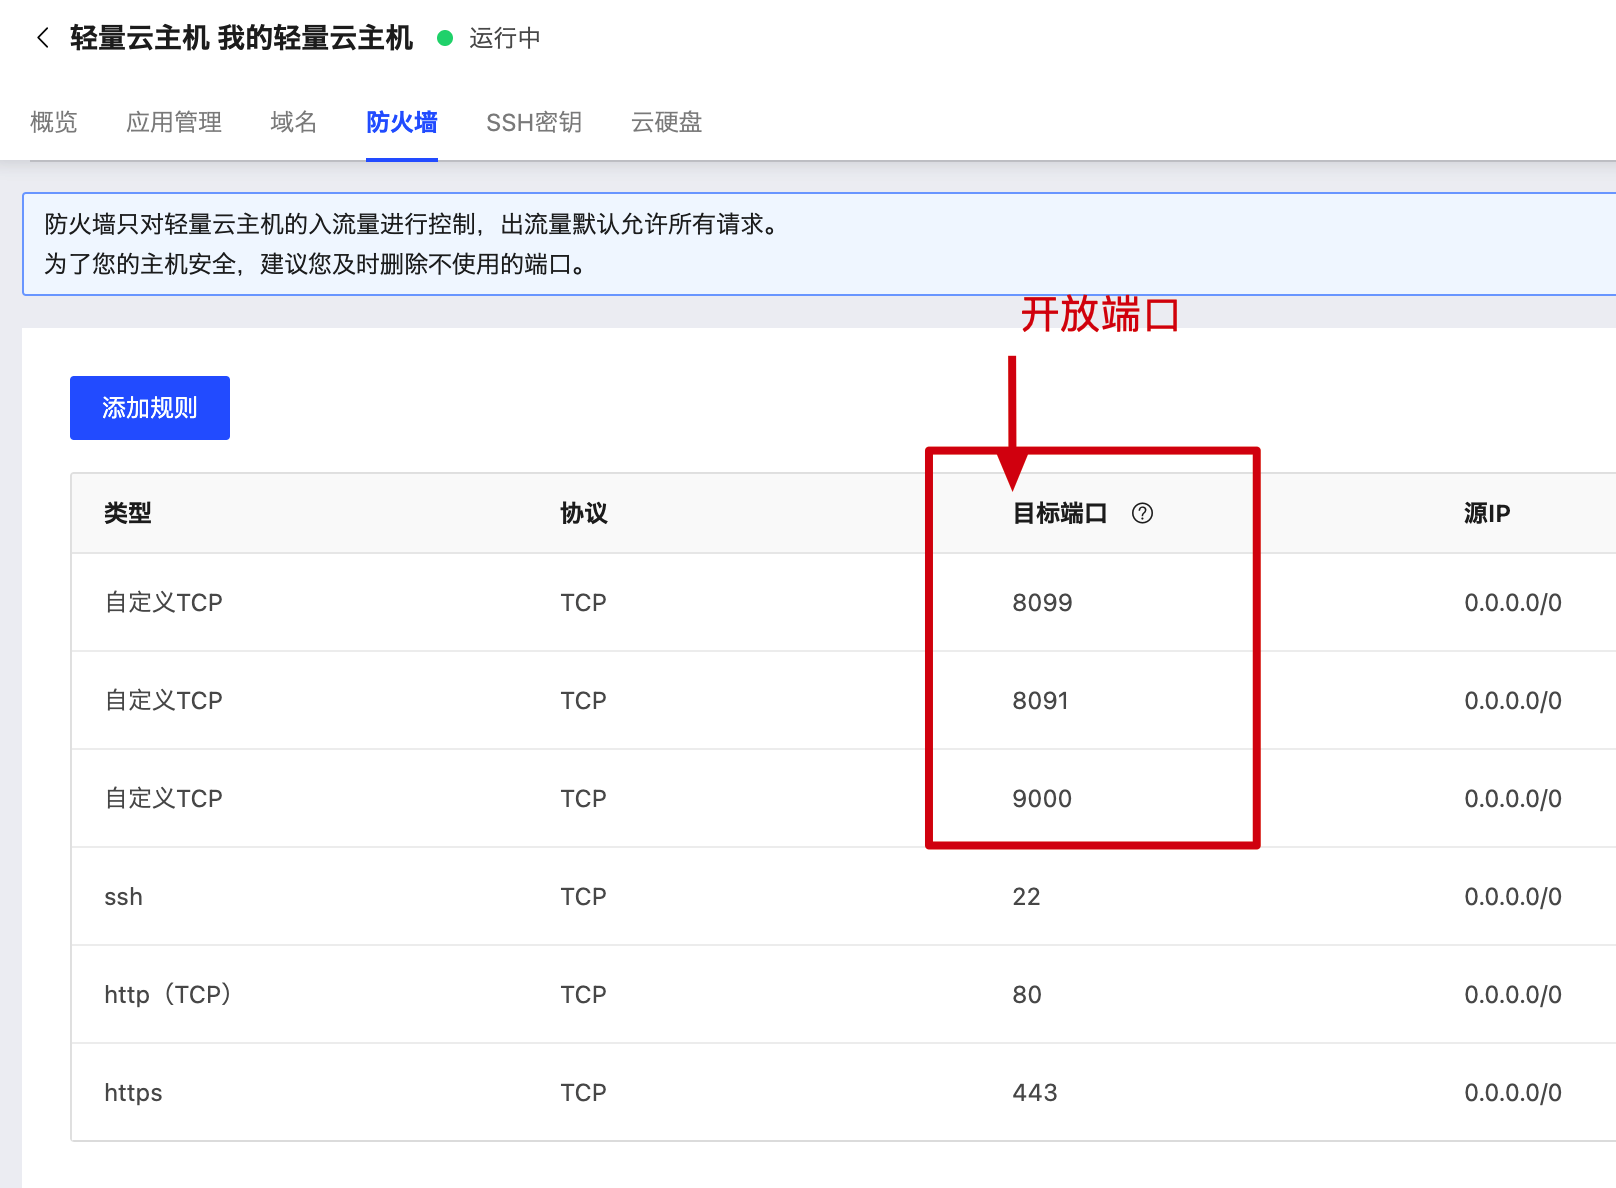 轻量云主机 我的轻量云主机 运行中
概览 应用管理 域名 防火墙 SSH密钥 云硬盘
防火墙只对轻量云主机的入流量进行控制，出流量默认允许所有请求。
为了您的主机安全，建议您及时删除不使用的端口。
开放端口
添加规则
类型 协议 目标端口 ? 源IP
自定义TCP TCP 8099 0.0.0.0/0
自定义TCP TCP 8091 0.0.0.0/0
自定义TCP TCP 9000 0.0.0.0/0
ssh TCP 22 0.0.0.0/0
http（TCP） TCP 80 0.0.0.0/0
https TCP 443 0.0.0.0/0